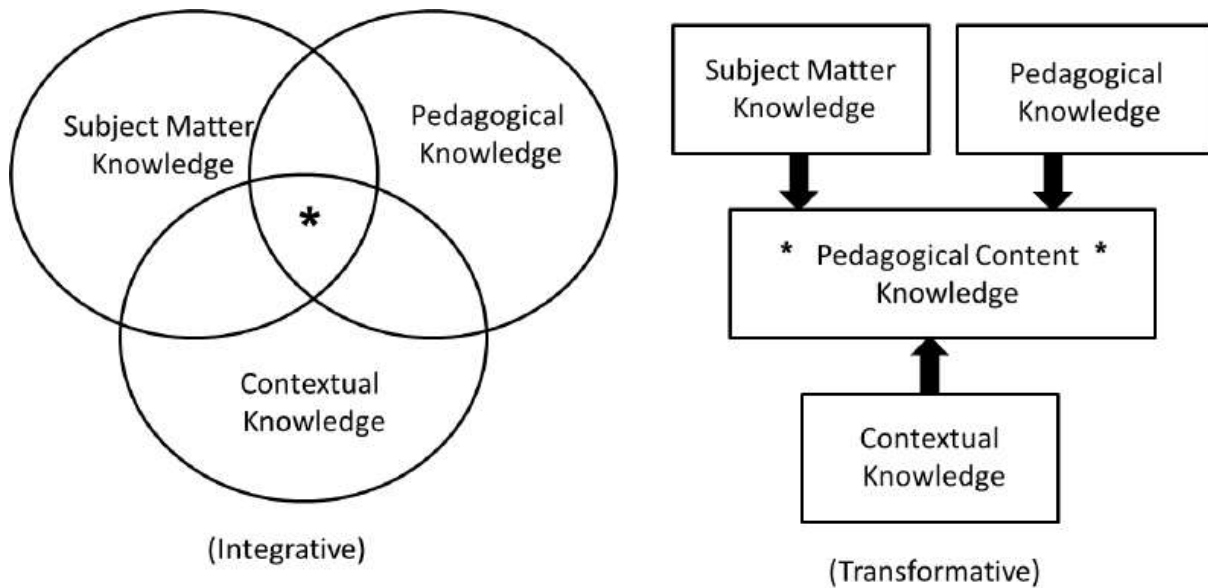 Subject Matter
Knowledge
Pedagogical
Knowledge
*
Contextual
Knowledge
(Integrative)
Subject Matter
Knowledge
Pedagogical
Knowledge
* Pedagogical Content *
Knowledge
Contextual
Knowledge
(Transformative)